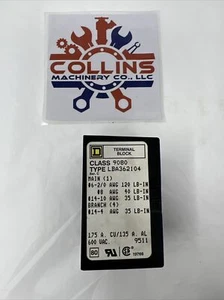 COLLINS
MACHINERY CO., LLC
TERMINAL
BLOCK
CLASS 9080
TYPE LBA362104
MAIN (1)
#6-2/0 AWG 120 LB-IN
#8 AWG 40 LB-IN
#14-10 AWG 35 LB-IN
BRANCH (4)
#14-4 AWG 35 LB-IN
175 A. CU/125 A. AL
600 VAC. 9511